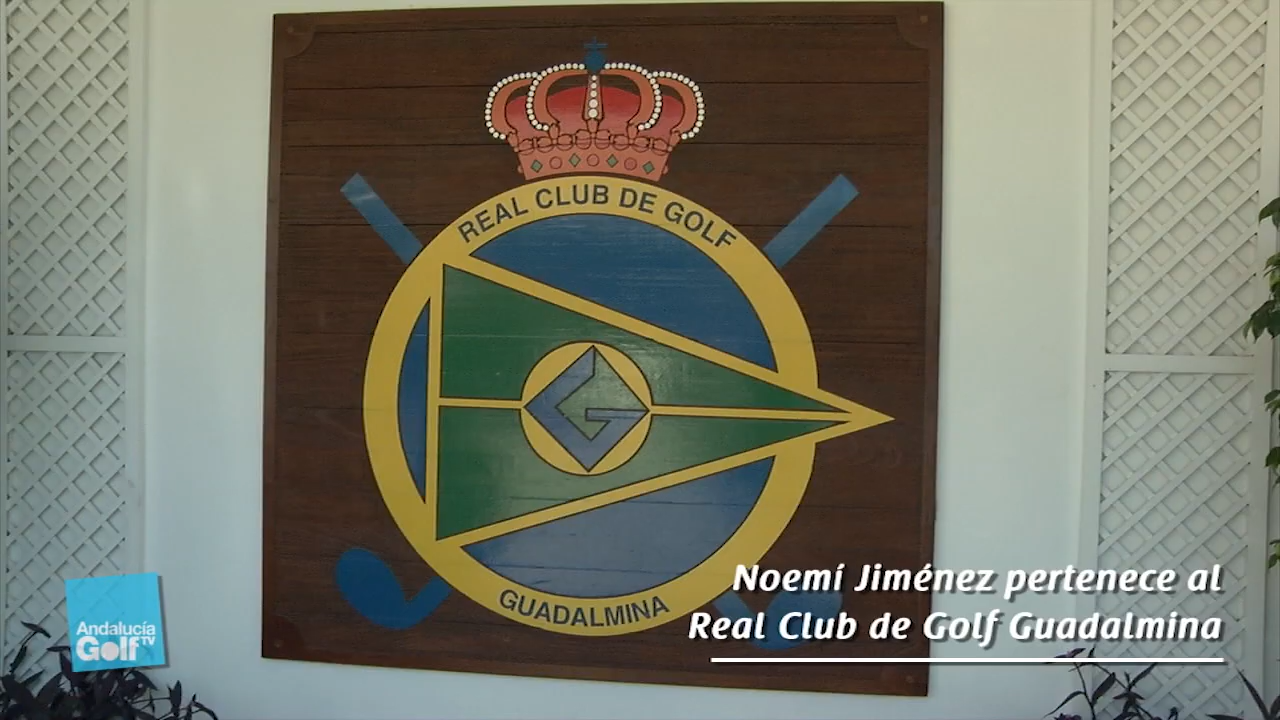 REAL CLUB DE GOLF
GUADALMINA
Noemí Jiménez pertenece al
Real Club de Golf Guadalmina
Andalucía
Golf TV